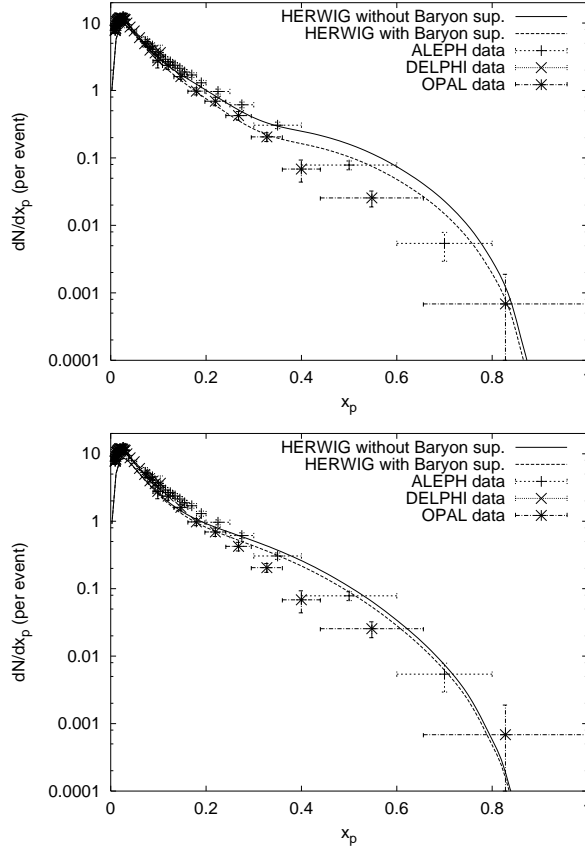 HERWIG without Baryon sup.
HERWIG with Baryon sup.
ALEPH data
DELPHI data
OPAL data
10
1
0.1
0.01
0.001
0.0001
dN/dx_p (per event)
0 0.2 0.4 0.6 0.8 1
x_p
HERWIG without Baryon sup.
HERWIG with Baryon sup.
ALEPH data
DELPHI data
OPAL data
10
1
0.1
0.01
0.001
0.0001
dN/dx_p (per event)
0 0.2 0.4 0.6 0.8 1
x_p